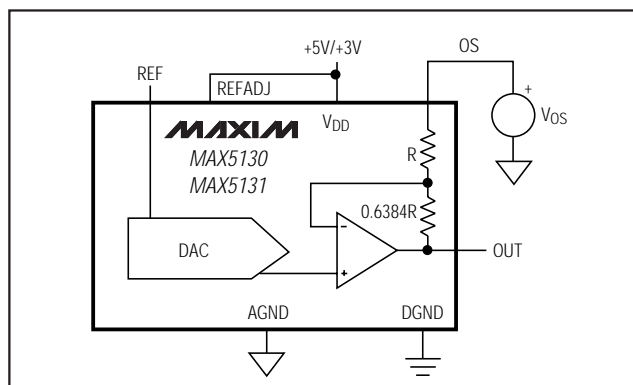 +5V/+3V
OS
REF
REFADJ
+
VOS
MAXIM
VDD
MAX5130
MAX5131
R
0.6384R
-
DAC
+
OUT
AGND
DGND